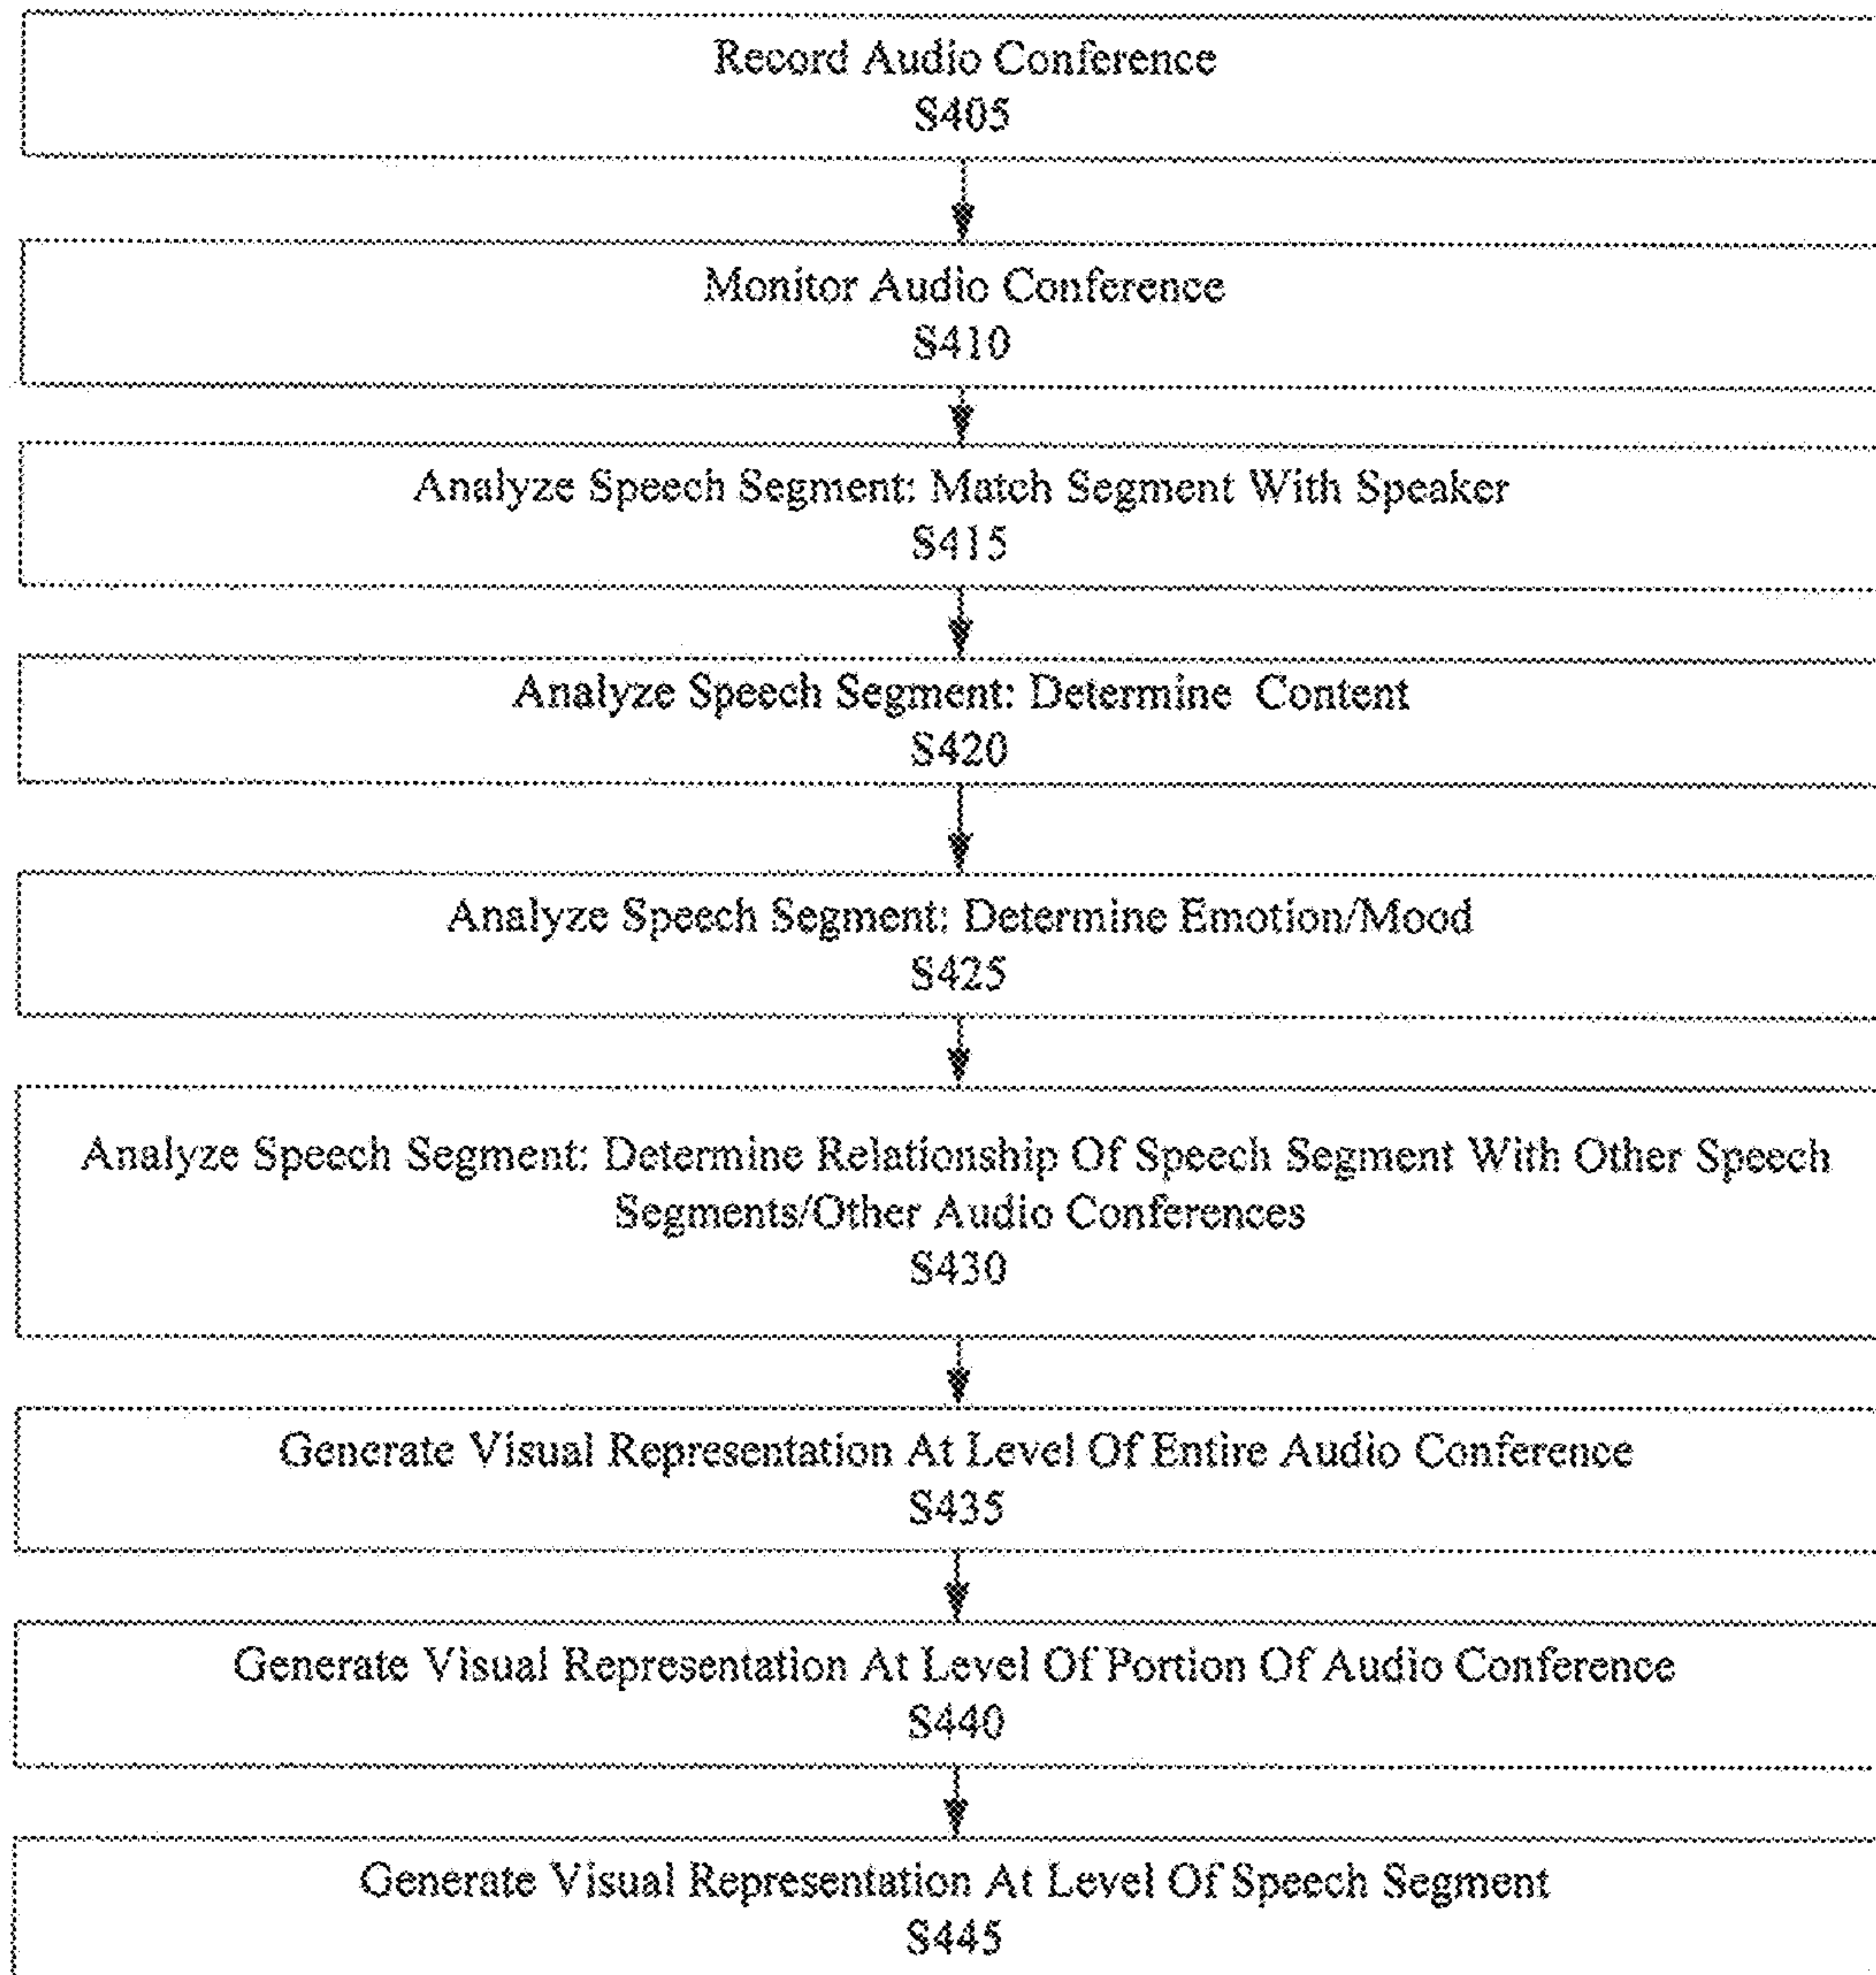 Record Audio Conference
S405
Monitor Audio Conference
S410
Analyze Speech Segment: Match Segment With Speaker
S415
Analyze Speech Segment: Determine Content
S420
Analyze Speech Segment: Determine Emotion/Mood
S425
Analyze Speech Segment: Determine Relationship Of Speech Segment With Other Speech
Segments/Other Audio Conferences
S430
Generate Visual Representation At Level Of Entire Audio Conference
S435
Generate Visual Representation At Level Of Portion Of Audio Conference
S440
Generate Visual Representation At Level Of Speech Segment
S445